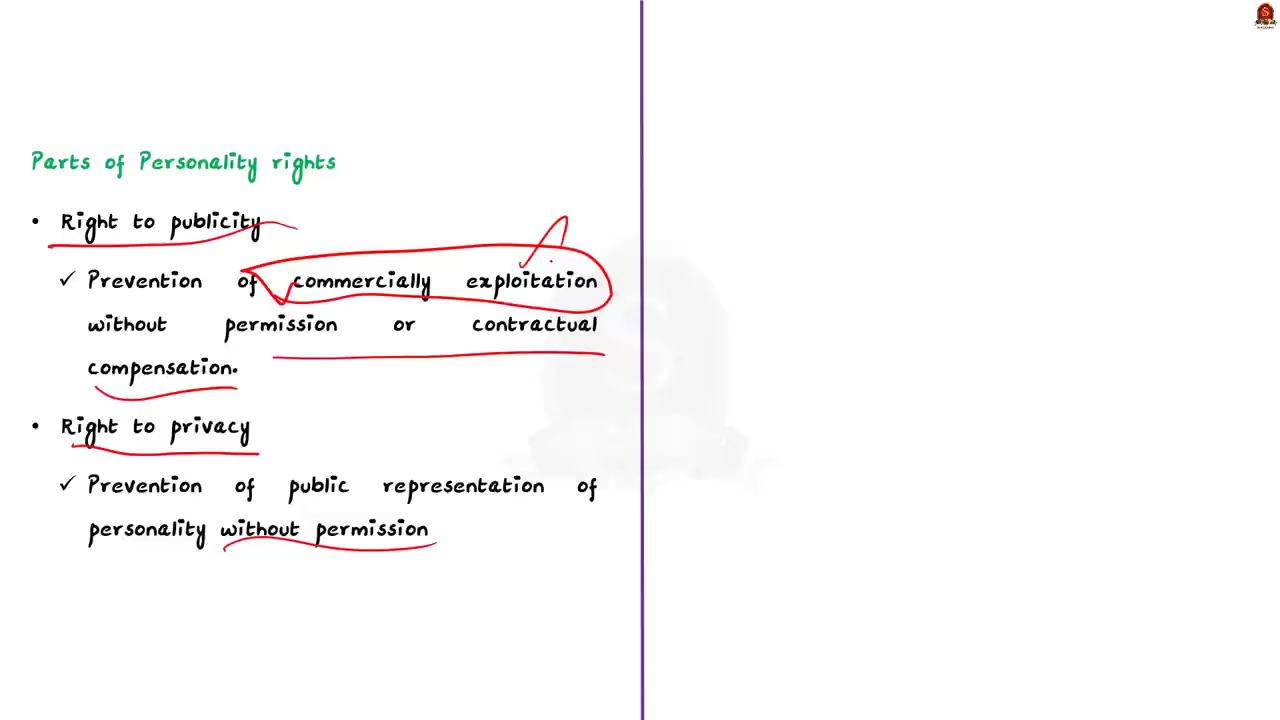 Parts of Personality rights
• Right to publicity
✓ Prevention of commercially exploitation
without permission or contractual
compensation.
• Right to privacy
✓ Prevention of public representation of
personality without permission